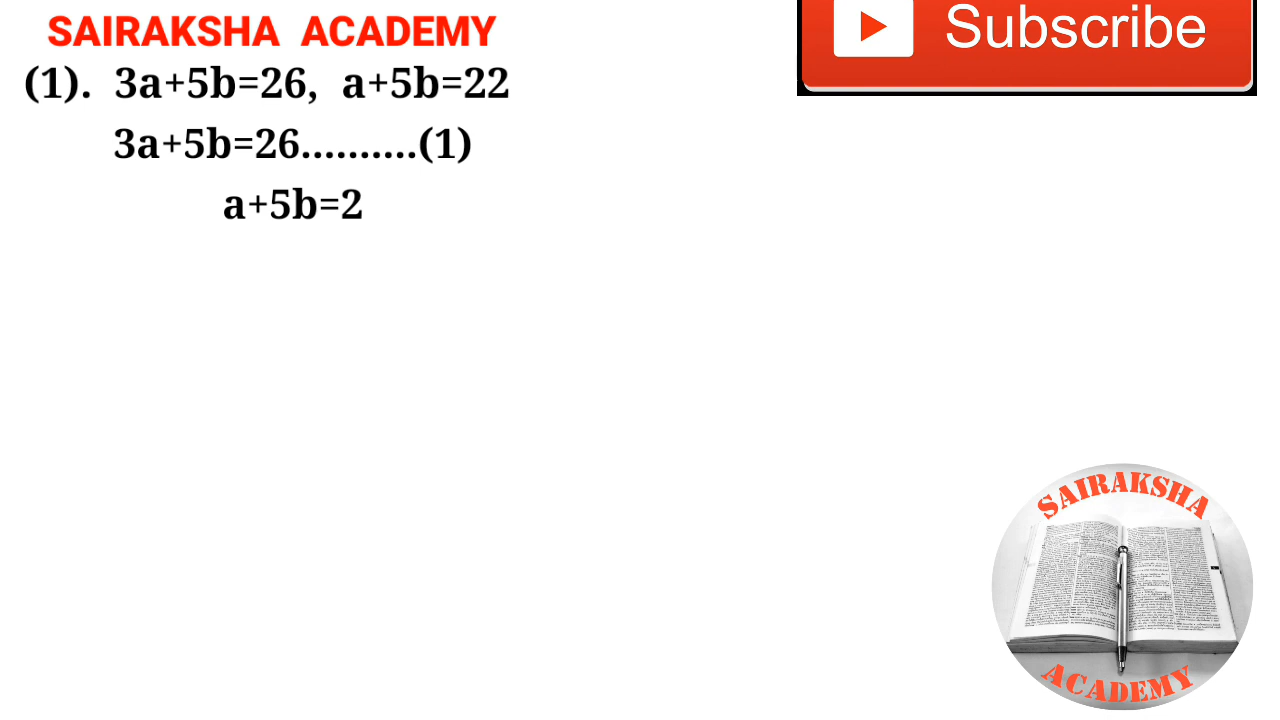 SAIRAKSHA ACADEMY
Subscribe
(1). 3a+5b=26, a+5b=22
3a+5b=26..........(1)
a+5b=2
SAIRAKSHA
ACADEMY